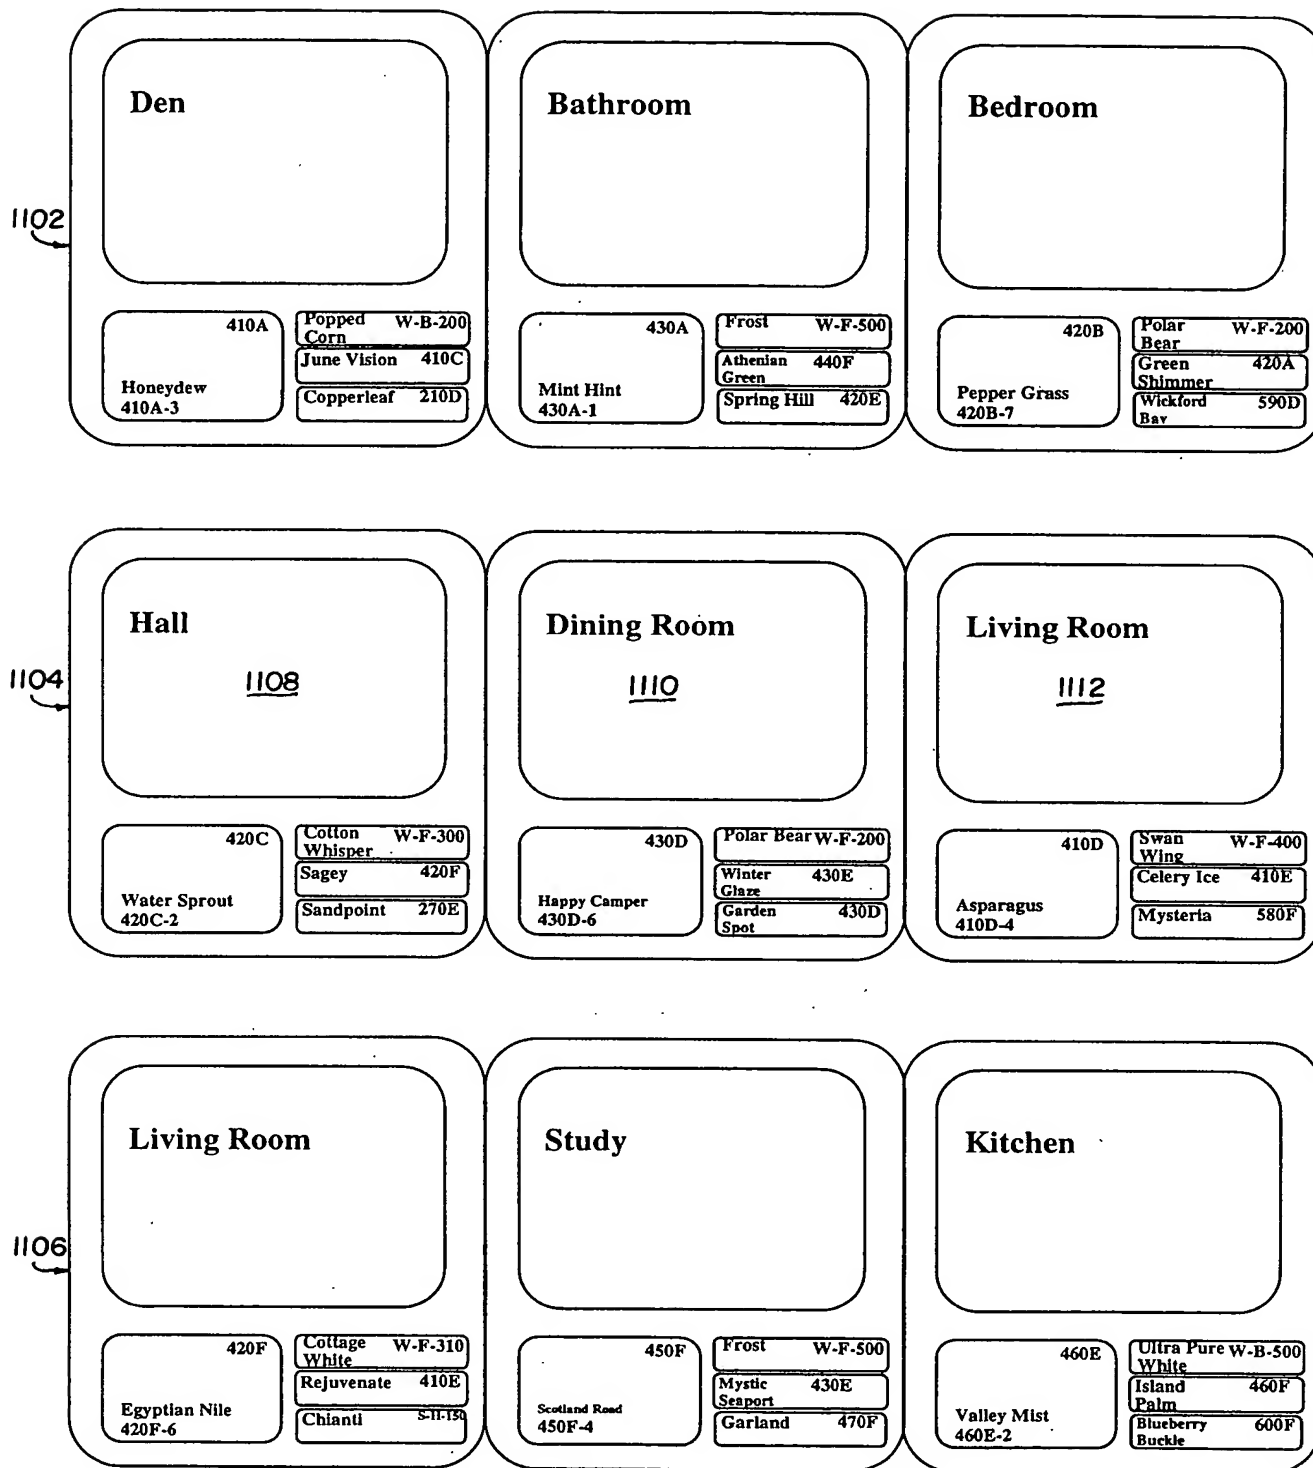 Den
410A
Honeydew
410A-3
Popped W-B-200
Corn
June Vision 410C
Copperleaf 210D
Bathroom
430A
Mint Hint
430A-1
Frost W-F-500
Athenian 440F
Green
Spring Hill 420E
Bedroom
420B
Pepper Grass
420B-7
Polar W-F-200
Bear
Green 420A
Shimmer
Wickford 590D
Bay
1102
Hall
1108
420C
Water Sprout
420C-2
Cotton W-F-300
Whisper
Sagey 420F
Sandpoint 270E
Dining Room
1110
430D
Happy Camper
430D-6
Polar Bear W-F-200
Winter 430E
Glaze
Garden 430D
Spot
Living Room
1112
410D
Asparagus
410D-4
Swan W-F-400
Wing
Celery Ice 410E
Mysteria 580F
1104
Living Room
420F
Egyptian Nile
420F-6
Cottage W-F-310
White
Rejuvenate 410E
Chianti S-H-150
Study
450F
Scotland Road
450F-4
Frost W-F-500
Mystic 430E
Seaport
Garland 470F
Kitchen
460E
Valley Mist
460E-2
Ultra Pure W-B-500
White
Island 460F
Palm
Blueberry 600F
Buckle
1106